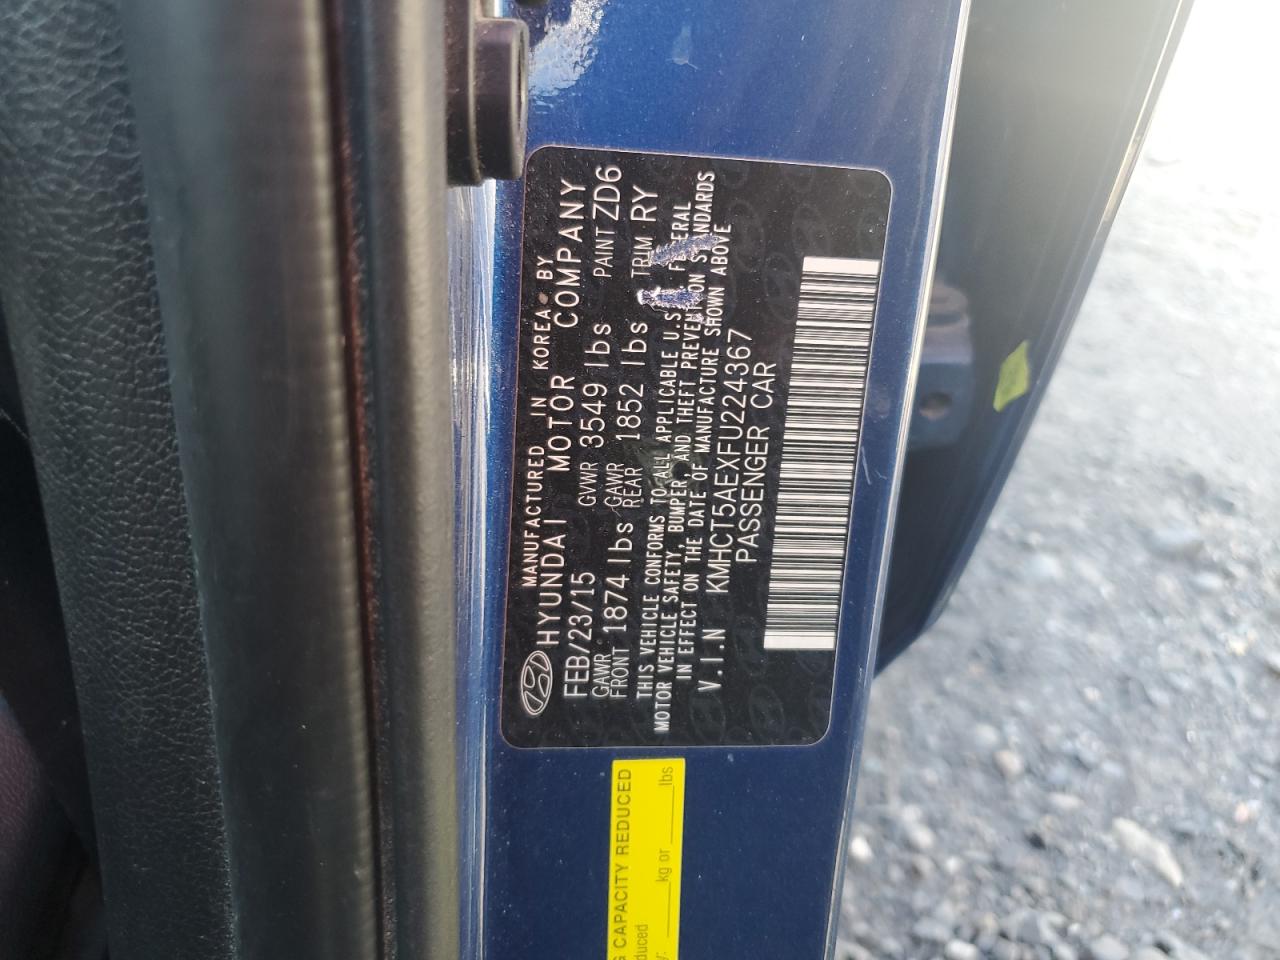 MANUFACTURED IN KOREA BY
HYUNDAI MOTOR COMPANY
FEB/23/15 GVWR 3549 lbs PAINT ZD6
GAWR FRONT 1874 lbs GAWR REAR 1852 lbs TRIM RY
THIS VEHICLE CONFORMS TO ALL APPLICABLE U.S. FEDERAL
MOTOR VEHICLE SAFETY, BUMPER, AND THEFT PREVENTION STANDARDS
IN EFFECT ON THE DATE OF MANUFACTURE SHOWN ABOVE
V.I.N KMHCT5AEXFU224367
PASSENGER CAR
CAPACITY REDUCED
kg or lbs